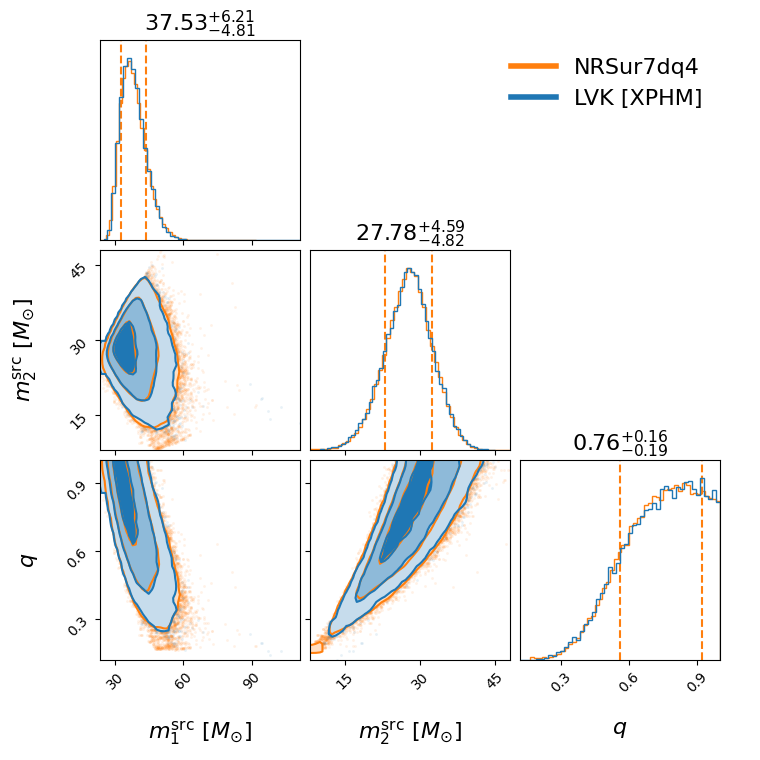 37.53+6.21−4.81
NRSur7dq4
LVK [XPHM]
27.78+4.59−4.82
45
30
15
m2src [M⊙]
0.76+0.16−0.19
0.9
0.6
0.3
q
30 60 90
15 30 45
0.3 0.6 0.9
m1src [M⊙]
m2src [M⊙]
q